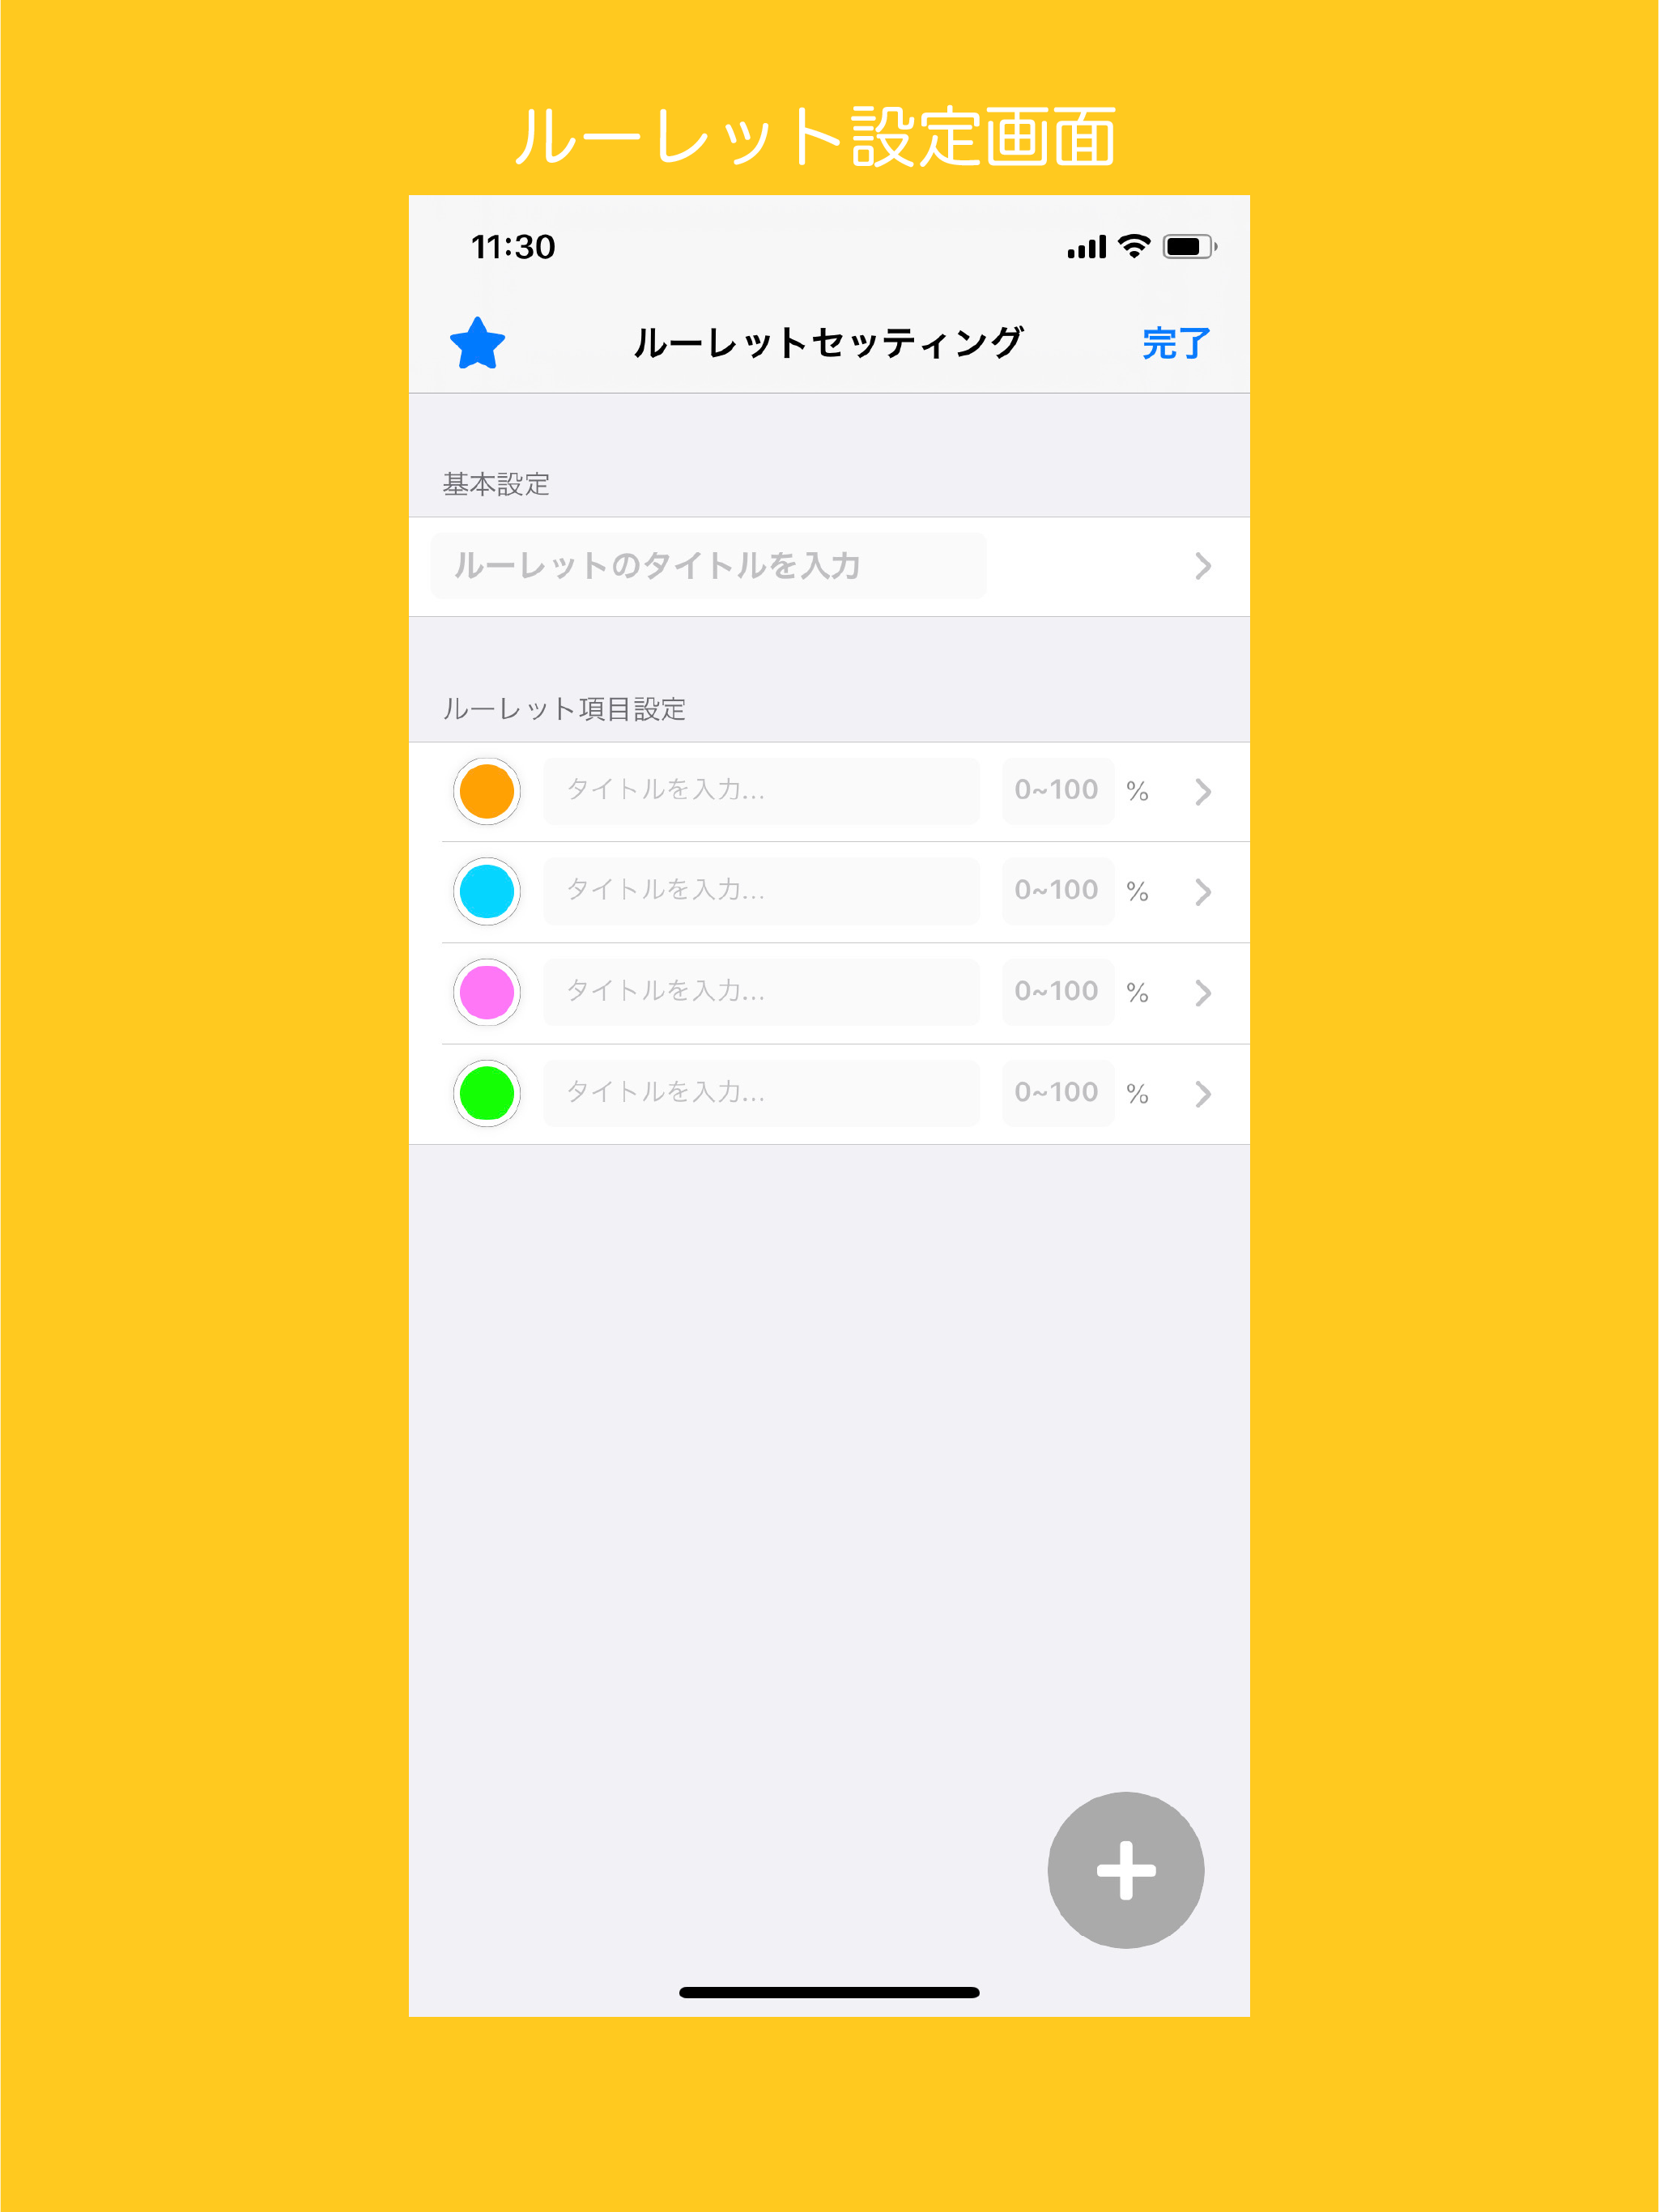 ルーレット設定画面
11:30
ルーレットセッティング 完了
基本設定
ルーレットのタイトルを入力
ルーレット項目設定
タイトルを入力... 0~100 %
タイトルを入力... 0~100 %
タイトルを入力... 0~100 %
タイトルを入力... 0~100 %